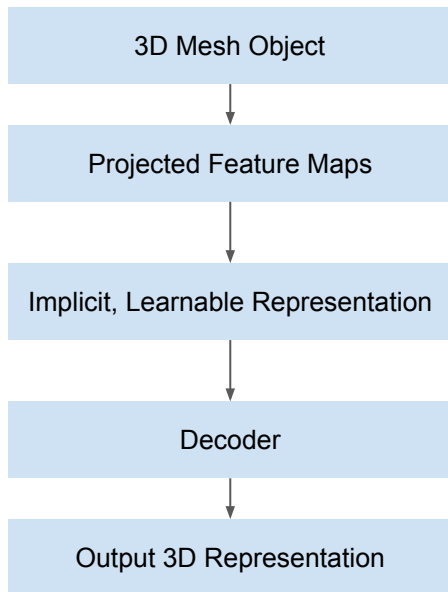 3D Mesh Object
Projected Feature Maps
Implicit, Learnable Representation
Decoder
Output 3D Representation